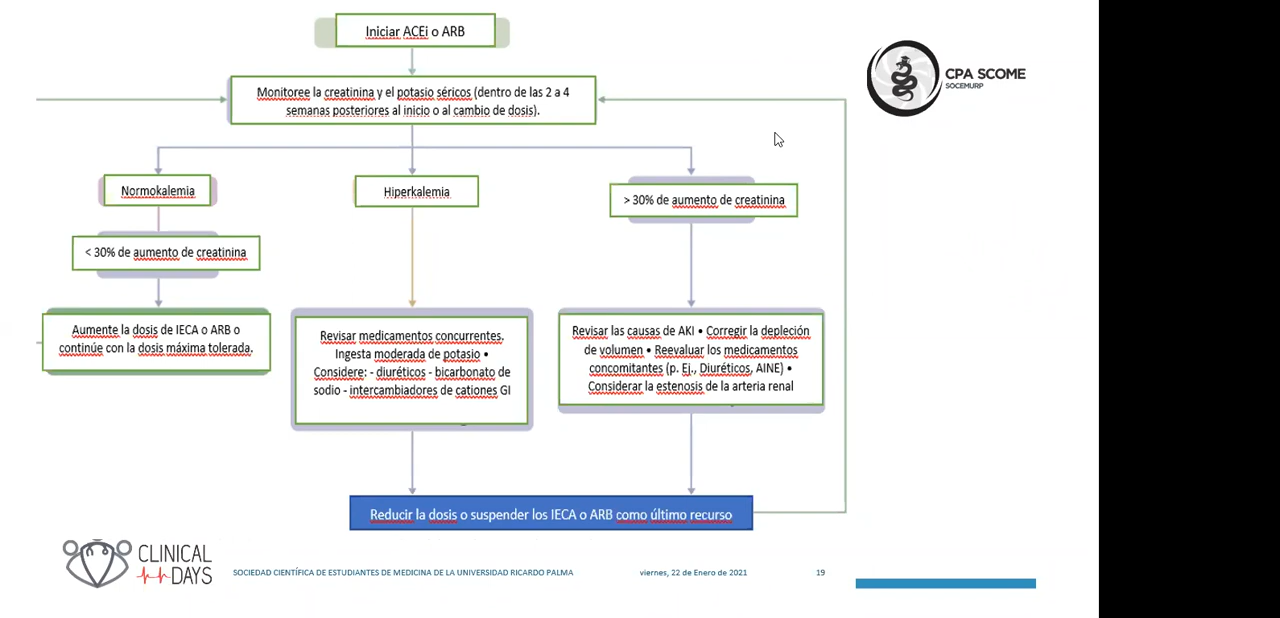 Iniciar ACEi o ARB
CPA SCOME
SOCEMURP
Monitoree la creatinina y el potasio séricos (dentro de las 2 a 4
semanas posteriores al inicio o al cambio de dosis).
Normokalemia
Hiperkalemia
> 30% de aumento de creatinina
< 30% de aumento de creatinina
Aumente la dosis de IECA o ARB o
continúe con la dosis máxima tolerada.
Revisar medicamentos concurrentes.
Ingesta moderada de potasio •
Considere: - diuréticos - bicarbonato de
sodio - intercambiadores de cationes GI
Revisar las causas de AKI • Corregir la depleción
de volumen • Reevaluar los medicamentos
concomitantes (p. Ej., Diuréticos, AINE) •
Considerar la estenosis de la arteria renal
Reducir la dosis o suspender los IECA o ARB como último recurso
CLINICAL
DAYS
SOCIEDAD CIENTÍFICA DE ESTUDIANTES DE MEDICINA DE LA UNIVERSIDAD RICARDO PALMA
viernes, 22 de Enero de 2021
19